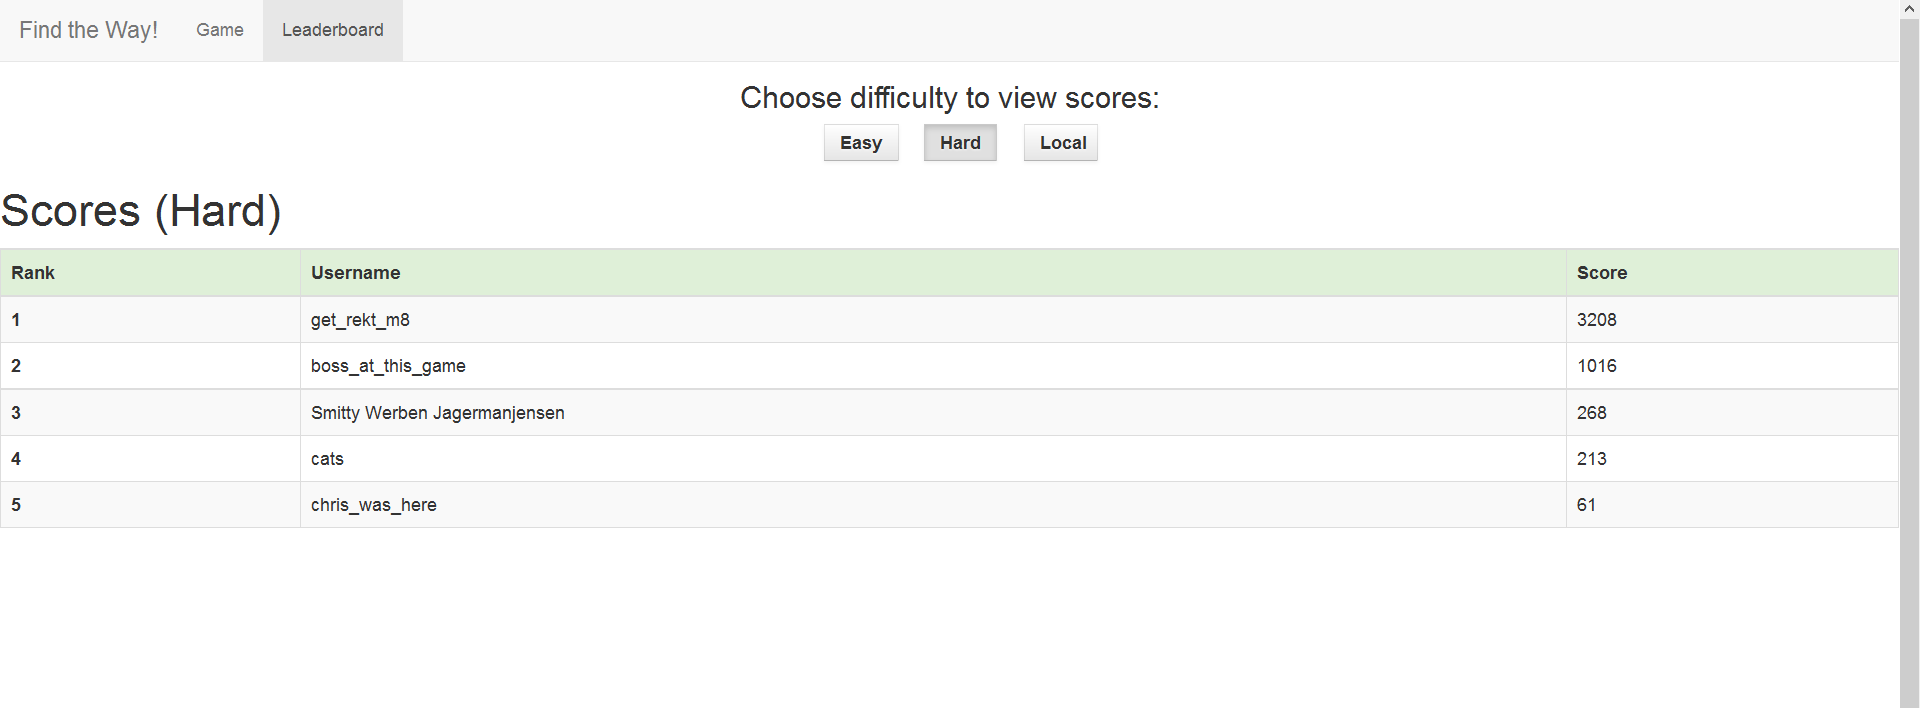 Find the Way! Game Leaderboard
Choose difficulty to view scores:
Easy Hard Local
Scores (Hard)
Rank Username Score
1 get_rekt_m8 3208
2 boss_at_this_game 1016
3 Smitty Werben Jagermanjensen 268
4 cats 213
5 chris_was_here 61